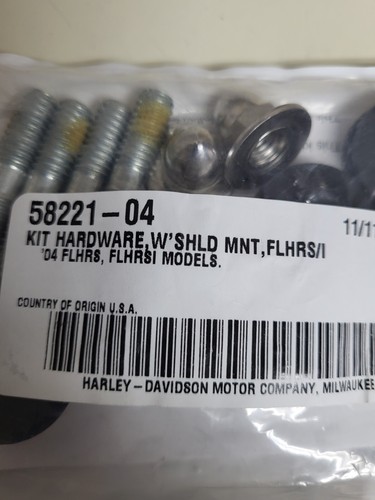 58221-04
11/11
KIT HARDWARE,W'SHLD MNT,FLHRS/I
'04 FLHRS, FLHRSI MODELS.
COUNTRY OF ORIGIN U.S.A.
HARLEY-DAVIDSON MOTOR COMPANY, MILWAUKEE